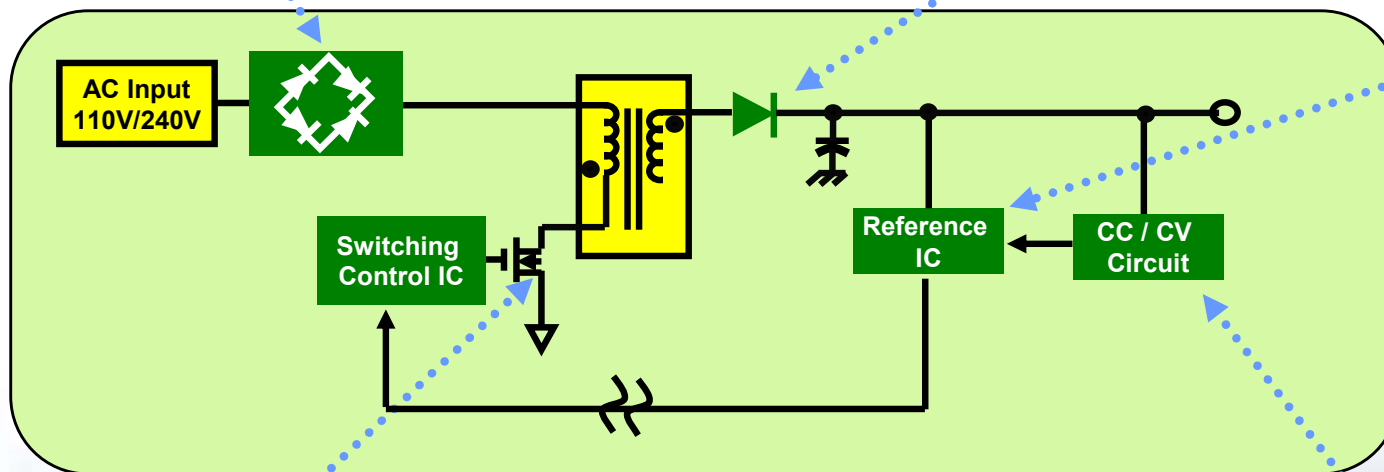 AC Input
110V/240V
Switching
Control IC
Reference
IC
CC / CV
Circuit